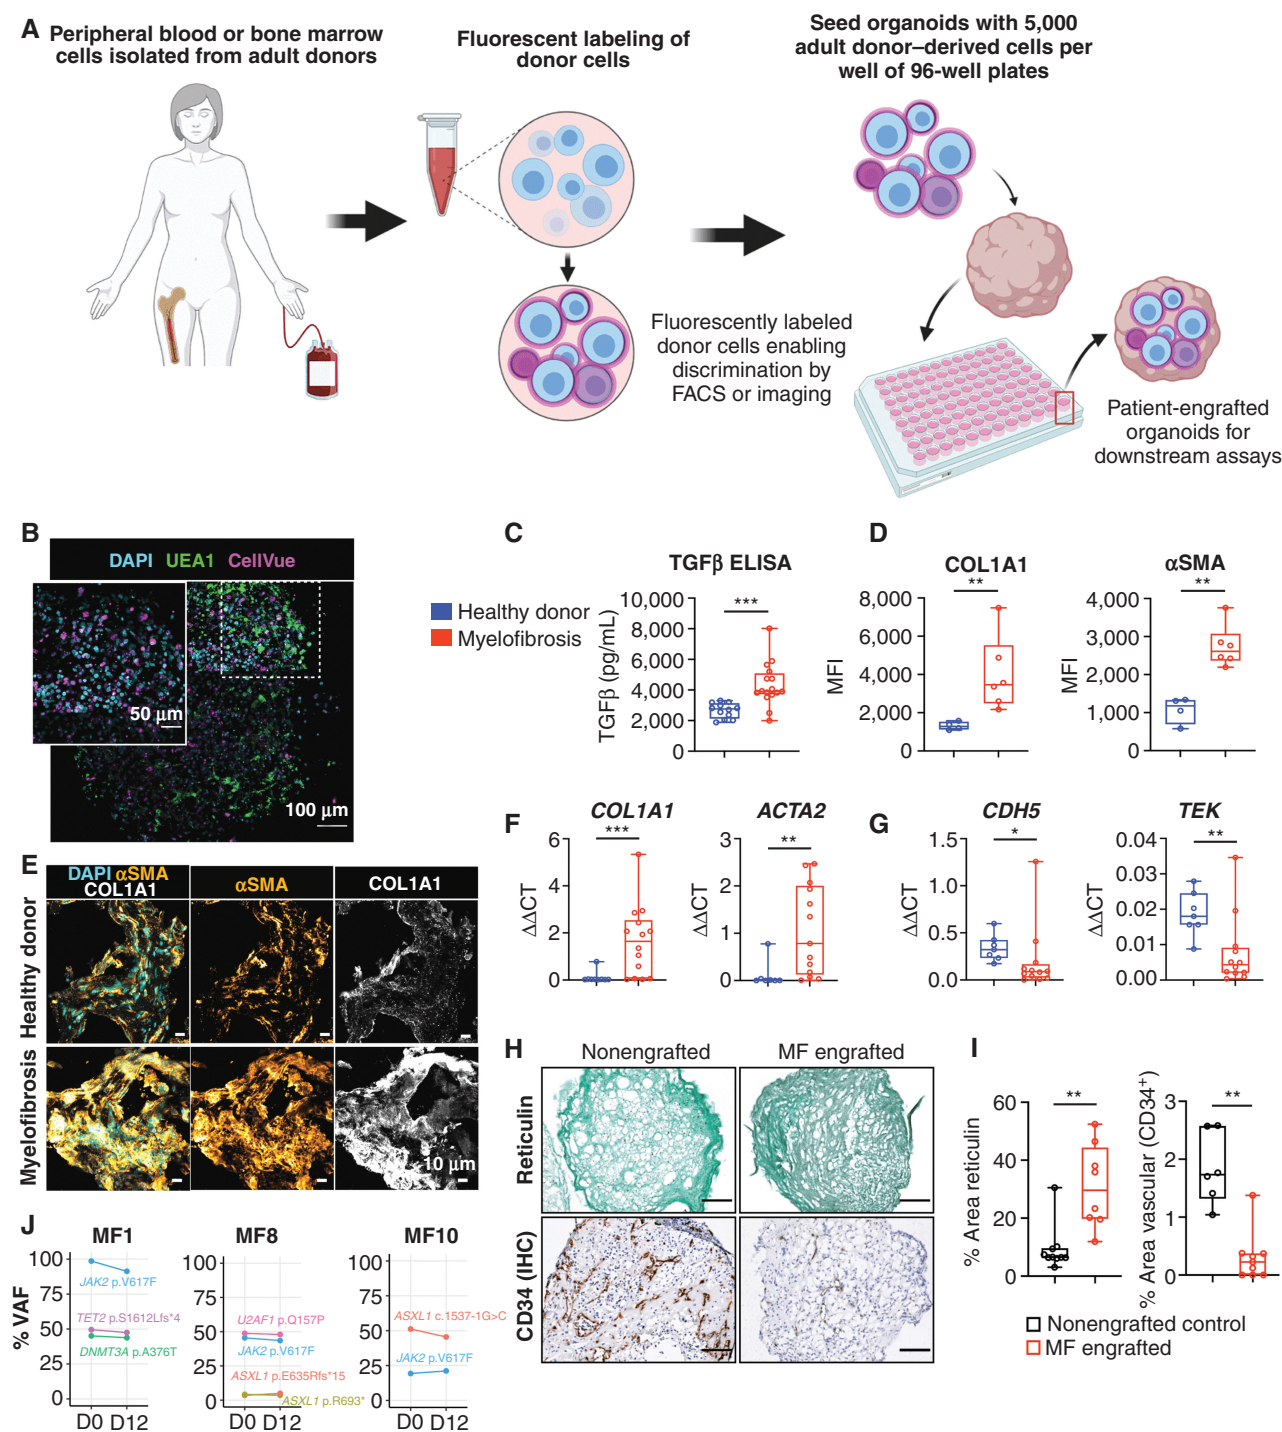 A
Peripheral blood or bone marrow
cells isolated from adult donors
Fluorescent labeling of
donor cells
Seed organoids with 5,000
adult donor–derived cells per
well of 96-well plates
Fluorescently labeled
donor cells enabling
discrimination by
FACS or imaging
Patient-engrafted
organoids for
downstream assays
B
DAPI UEA1 CellVue
50 µm
100 µm
Healthy donor
Myelofibrosis
C
TGFβ ELISA
***
TGFβ (pg/mL)
10,000
8,000
6,000
4,000
2,000
0
D
COL1A1
**
MFI
8,000
6,000
4,000
2,000
0
αSMA
**
MFI
4,000
3,000
2,000
1,000
0
E
DAPI αSMA
COL1A1
αSMA
COL1A1
Healthy donor
Myelofibrosis
10 µm
F
COL1A1
***
ΔΔCT
6
4
2
0
ACTA2
**
ΔΔCT
3
2
1
0
G
CDH5
*
ΔΔCT
1.5
1.0
0.5
0.0
TEK
**
ΔΔCT
0.04
0.03
0.02
0.01
0.00
H
Nonengrafted
MF engrafted
Reticulin
CD34 (IHC)
I
**
% Area reticulin
60
40
20
0
**
% Area vascular (CD34+)
3
2
1
0
Nonengrafted control
MF engrafted
J
% VAF
MF1
100
75
50
25
0
JAK2 p.V617F
TET2 p.S1612Lfs*4
DNMT3A p.A376T
D0 D12
MF8
100
75
50
25
0
U2AF1 p.Q157P
JAK2 p.V617F
ASXL1 p.E635Rfs*15
ASXL1 p.R693*
D0 D12
MF10
100
75
50
25
0
ASXL1 c.1537-1G>C
JAK2 p.V617F
D0 D12